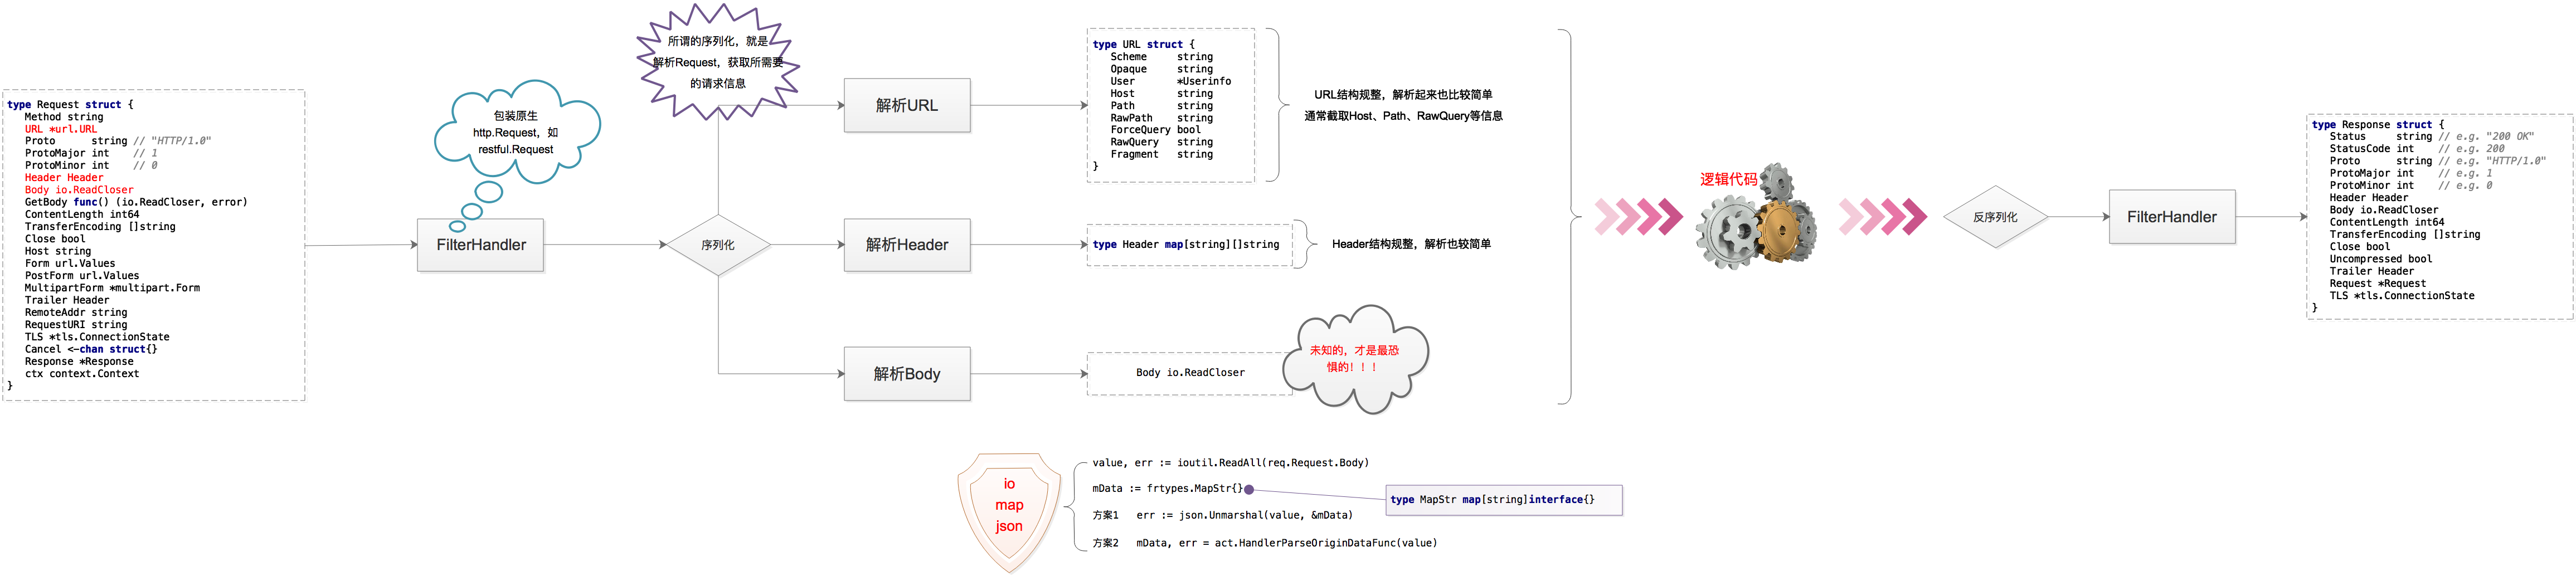 type Request struct {
Method string
URL *url.URL
Proto string // "HTTP/1.0"
ProtoMajor int // 1
ProtoMinor int // 0
Header Header
Body io.ReadCloser
GetBody func() (io.ReadCloser, error)
ContentLength int64
TransferEncoding []string
Close bool
Host string
Form url.Values
PostForm url.Values
MultipartForm *multipart.Form
Trailer Header
RemoteAddr string
RequestURI string
TLS *tls.ConnectionState
Cancel <-chan struct{}
Response *Response
ctx context.Context
}
包装原生
http.Request，如
restful.Request
FilterHandler
所谓的序列化，就是
解析Request，获取所需要
的请求信息
序列化
解析URL
解析Header
解析Body
type URL struct {
Scheme string
Opaque string
User *Userinfo
Host string
Path string
RawPath string
ForceQuery bool
RawQuery string
Fragment string
}
URL结构规整，解析起来也比较简单
通常截取Host、Path、RawQuery等信息
type Header map[string][]string
Header结构规整，解析也较简单
Body io.ReadCloser
未知的，才是最恐
惧的！！！
io
map
json
value, err := ioutil.ReadAll(req.Request.Body)
mData := frtypes.MapStr{}
type MapStr map[string]interface{}
方案1 err := json.Unmarshal(value, &mData)
方案2 mData, err = act.HandlerParseOriginDataFunc(value)
逻辑代码
反序列化
FilterHandler
type Response struct {
Status string // e.g. "200 OK"
StatusCode int // e.g. 200
Proto string // e.g. "HTTP/1.0"
ProtoMajor int // e.g. 1
ProtoMinor int // e.g. 0
Header Header
Body io.ReadCloser
ContentLength int64
TransferEncoding []string
Close bool
Uncompressed bool
Trailer Header
Request *Request
TLS *tls.ConnectionState
}